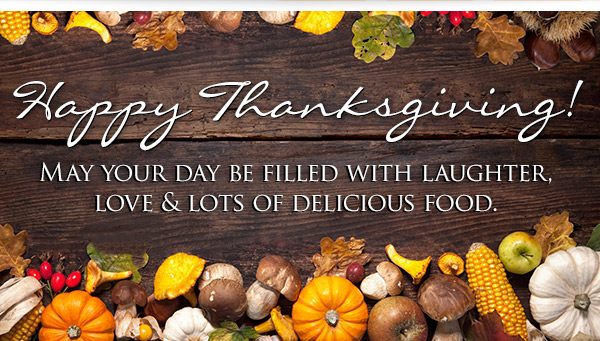 Happy Thanksgiving!
MAY YOUR DAY BE FILLED WITH LAUGHTER,
LOVE & LOTS OF DELICIOUS FOOD.